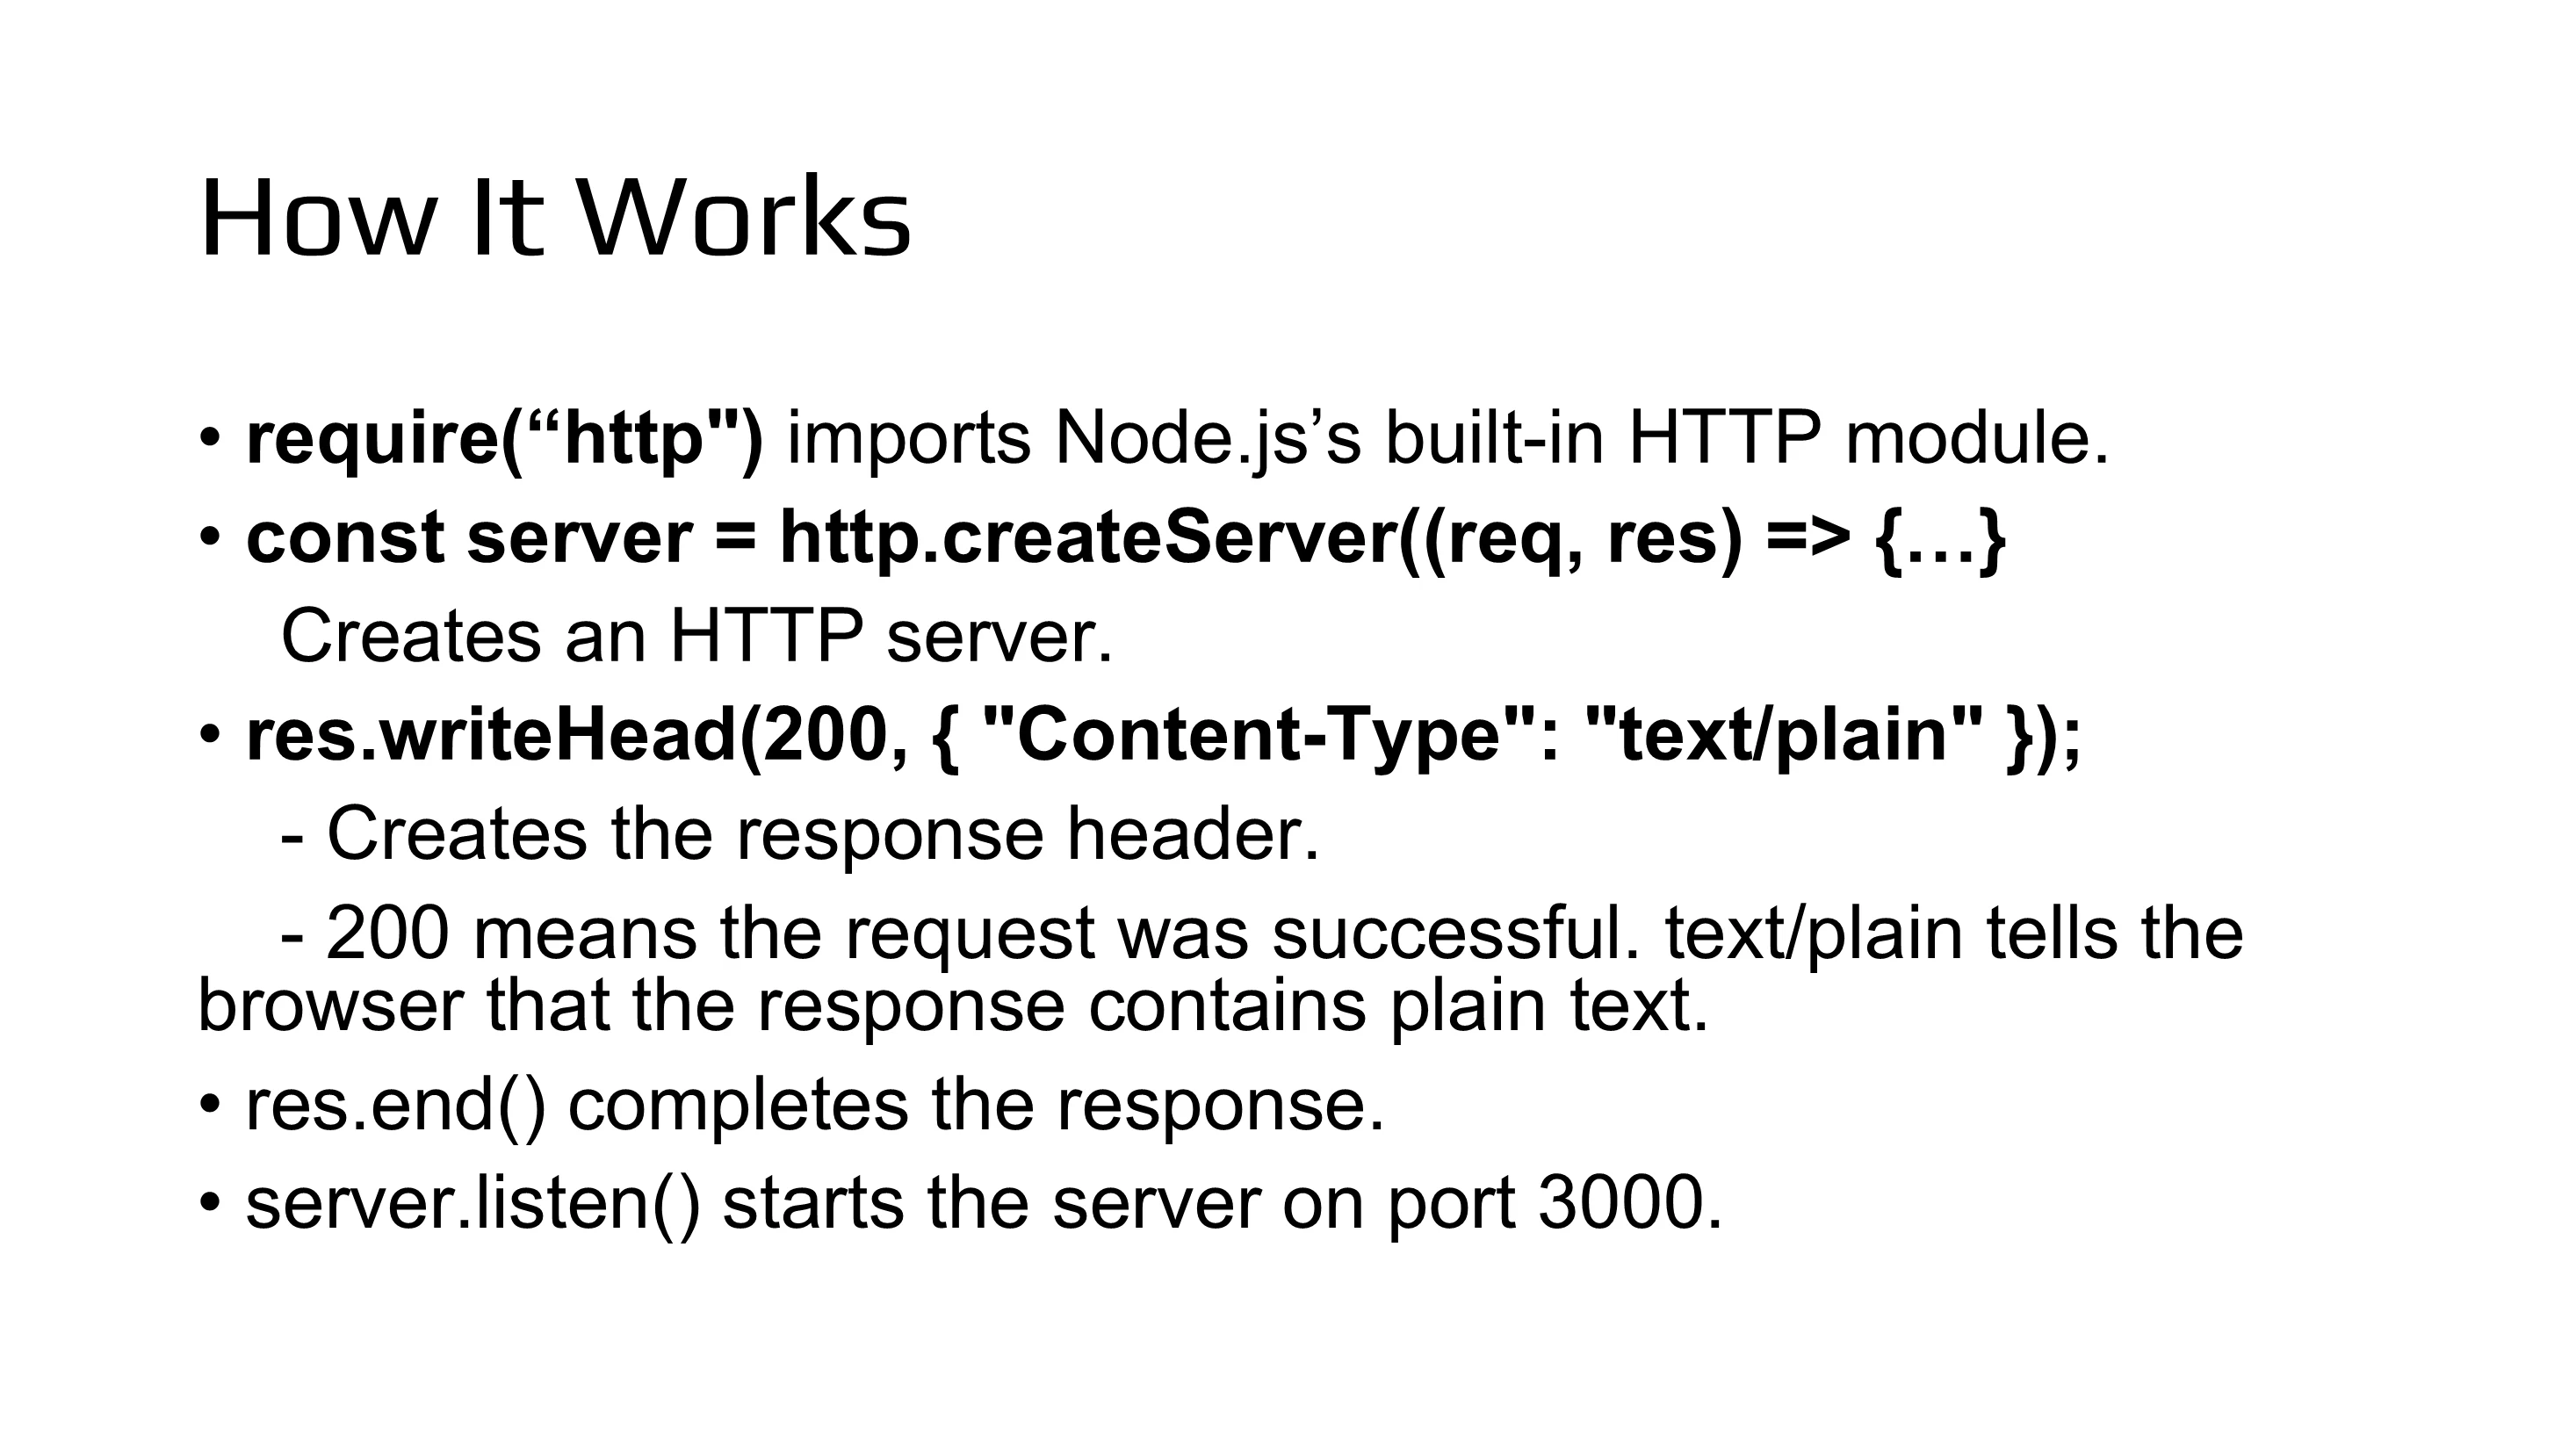 How It Works
• require(“http") imports Node.js’s built-in HTTP module.
• const server = http.createServer((req, res) => {…}
Creates an HTTP server.
• res.writeHead(200, { "Content-Type": "text/plain" });
- Creates the response header.
- 200 means the request was successful. text/plain tells the
browser that the response contains plain text.
• res.end() completes the response.
• server.listen() starts the server on port 3000.